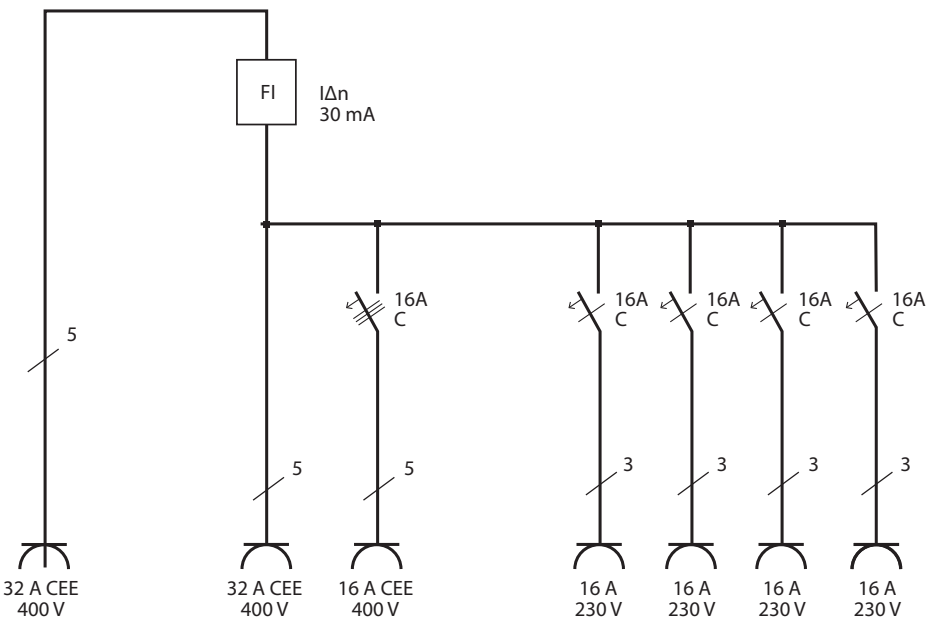 FI
IΔn
30 mA
16A
C
16A
C
16A
C
16A
C
16A
C
5
5
5
3
3
3
3
32 A CEE
400 V
32 A CEE
400 V
16 A CEE
400 V
16 A
230 V
16 A
230 V
16 A
230 V
16 A
230 V